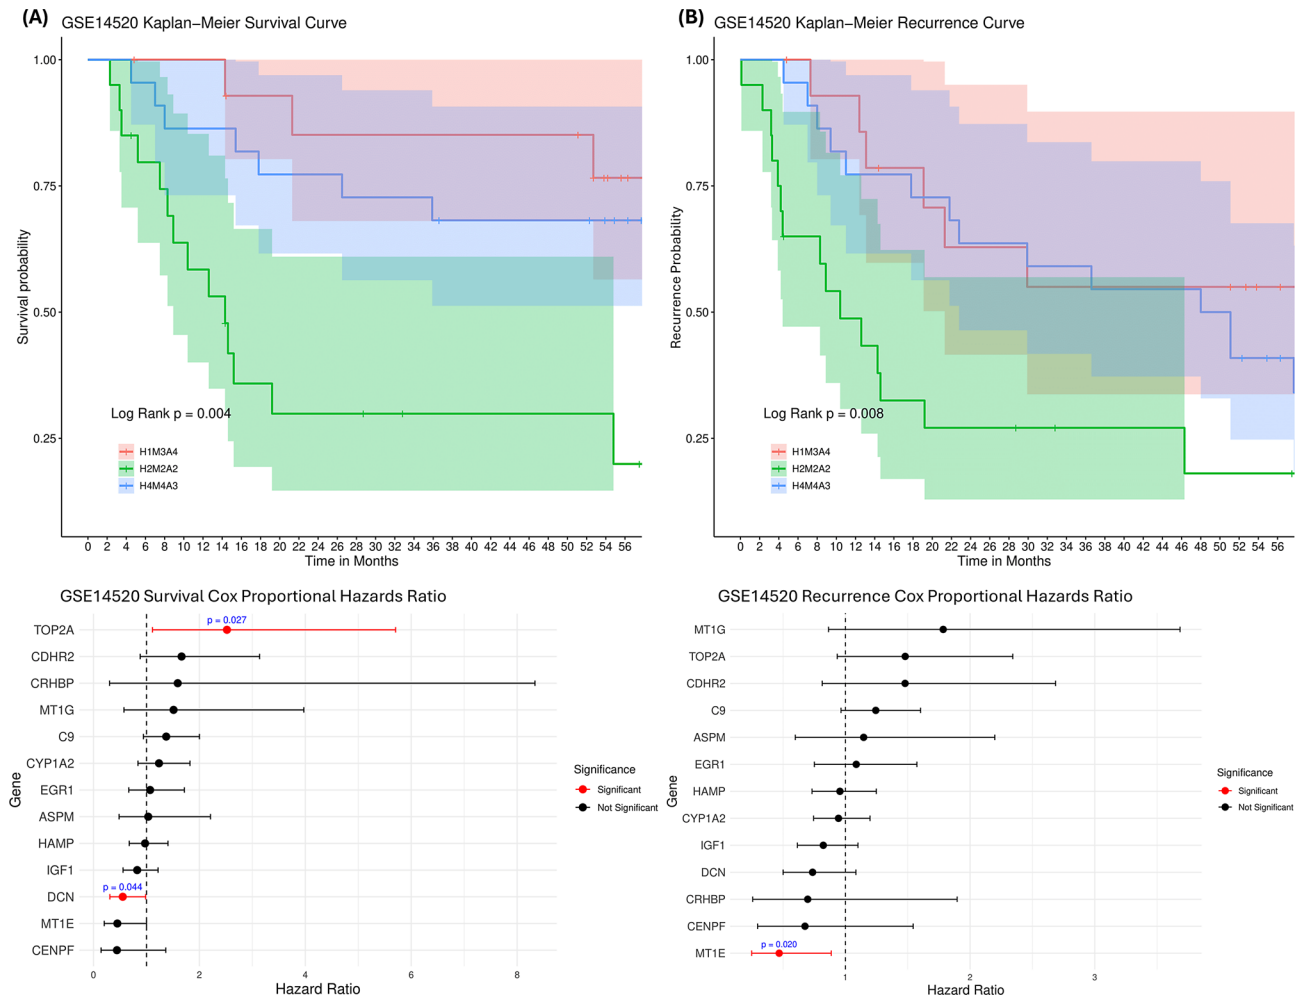 (A)
GSE14520 Kaplan−Meier Survival Curve
Survival probability
1.00
0.75
0.50
0.25
Log Rank p = 0.004
H1M3A4
H2M2A2
H4M4A3
0 2 4 6 8 10 12 14 16 18 20 22 24 26 28 30 32 34 36 38 40 42 44 46 48 50 52 54 56
Time in Months
(B)
GSE14520 Kaplan−Meier Recurrence Curve
Recurrence Probability
1.00
0.75
0.50
0.25
Log Rank p = 0.008
H1M3A4
H2M2A2
H4M4A3
0 2 4 6 8 10 12 14 16 18 20 22 24 26 28 30 32 34 36 38 40 42 44 46 48 50 52 54 56
Time in Months
GSE14520 Survival Cox Proportional Hazards Ratio
Gene
TOP2A
CDHR2
CRHBP
MT1G
C9
CYP1A2
EGR1
ASPM
HAMP
IGF1
DCN
MT1E
CENPF
p = 0.027
p = 0.044
0 2 4 6 8
Hazard Ratio
Significance
Significant
Not Significant
GSE14520 Recurrence Cox Proportional Hazards Ratio
Gene
MT1G
TOP2A
CDHR2
C9
ASPM
EGR1
HAMP
CYP1A2
IGF1
DCN
CRHBP
CENPF
MT1E
p = 0.020
1 2 3
Hazard Ratio
Significance
Significant
Not Significant